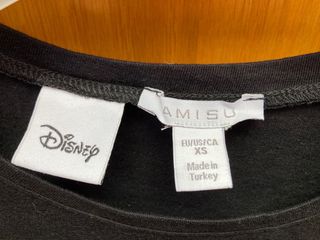 Disney
AMISU
EU/US/CA
XS
Made in
Turkey